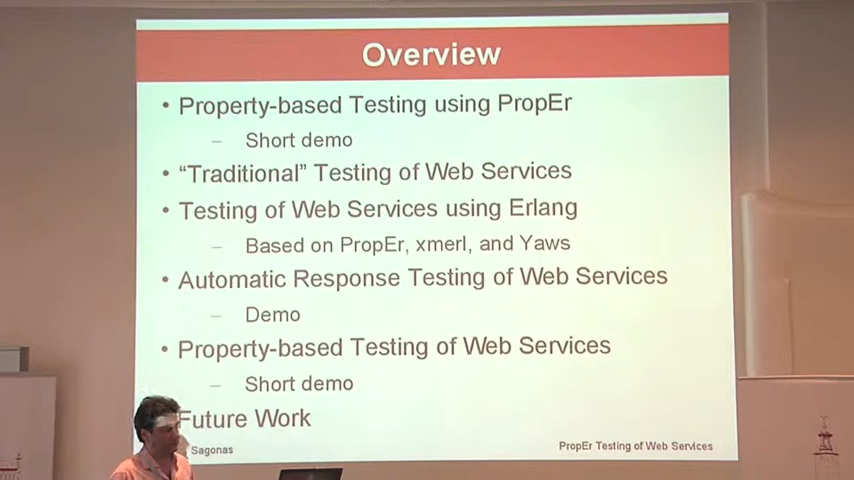 Overview
• Property-based Testing using PropEr
– Short demo
• “Traditional” Testing of Web Services
• Testing of Web Services using Erlang
– Based on PropEr, xmerl, and Yaws
• Automatic Response Testing of Web Services
– Demo
• Property-based Testing of Web Services
– Short demo
Future Work
Sagonas
PropEr Testing of Web Services